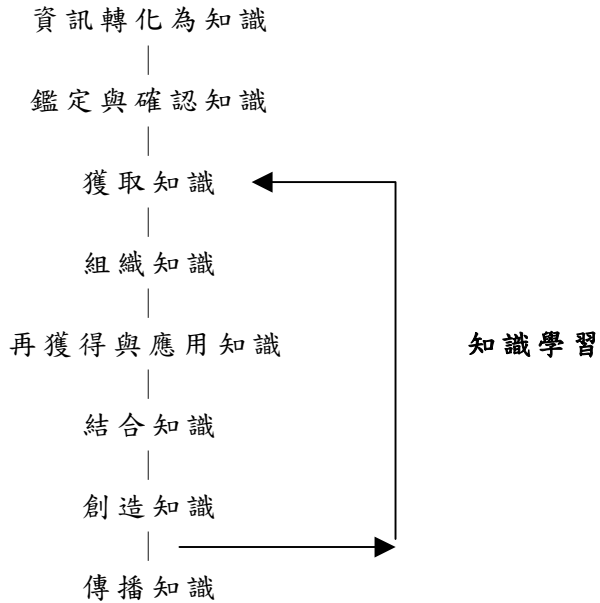 資訊轉化為知識
鑑定與確認知識
獲取知識
組織知識
再獲得與應用知識
知識學習
結合知識
創造知識
傳播知識